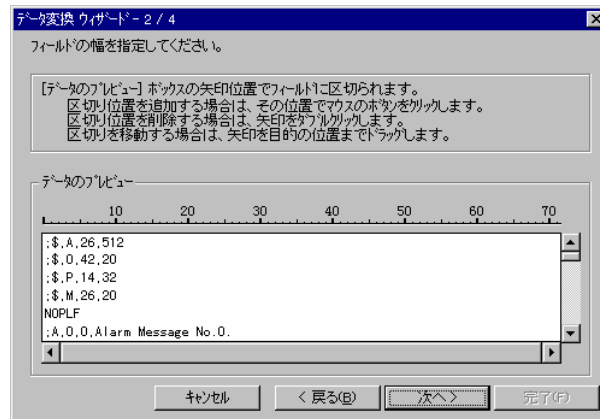 データ変換 ウィザード - 2 / 4
フィールドの幅を指定してください。
[データのプレビュー] ボックスの矢印位置でフィールドに区切られます。
区切り位置を追加する場合は、その位置でマウスのボタンをクリックします。
区切り位置を削除する場合は、矢印をダブルクリックします。
区切りを移動する場合は、矢印を目的の位置までドラッグします。
データのプレビュー
10 20 30 40 50 60 70
;$,A,26,512
;$,O,42,20
;$,P,14,32
;$,M,26,20
NOPLF
;A,0,0,Alarm Message No.0.
キャンセル < 戻る(B) 次へ > 完了(F)